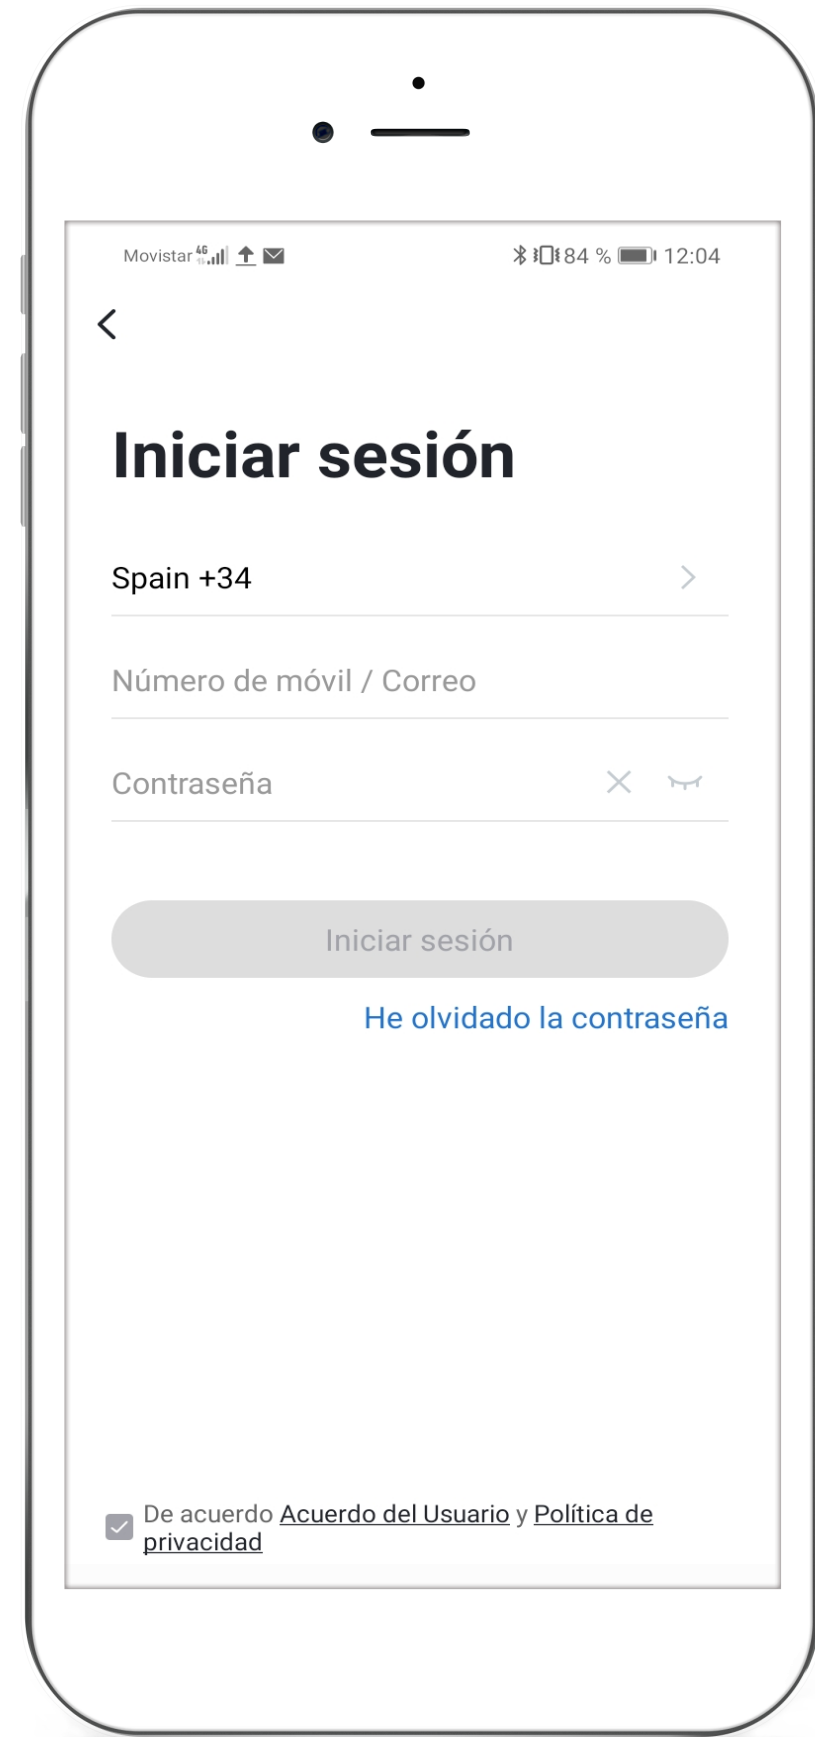 Movistar 4G 84 % 12:04
Iniciar sesión
Spain +34
Número de móvil / Correo
Contraseña
Iniciar sesión
He olvidado la contraseña
De acuerdo Acuerdo del Usuario y Política de
privacidad